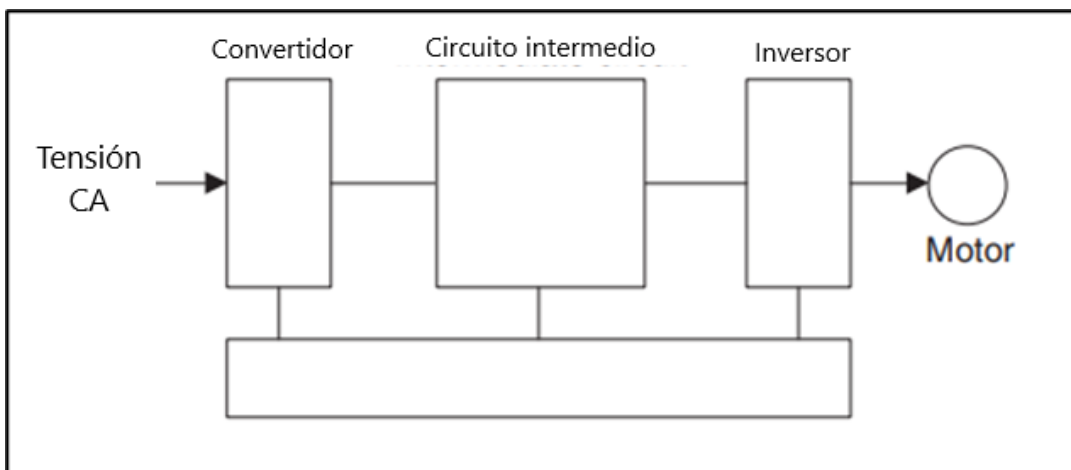 Convertidor
Circuito intermedio
Inversor
Tensión
CA
Motor